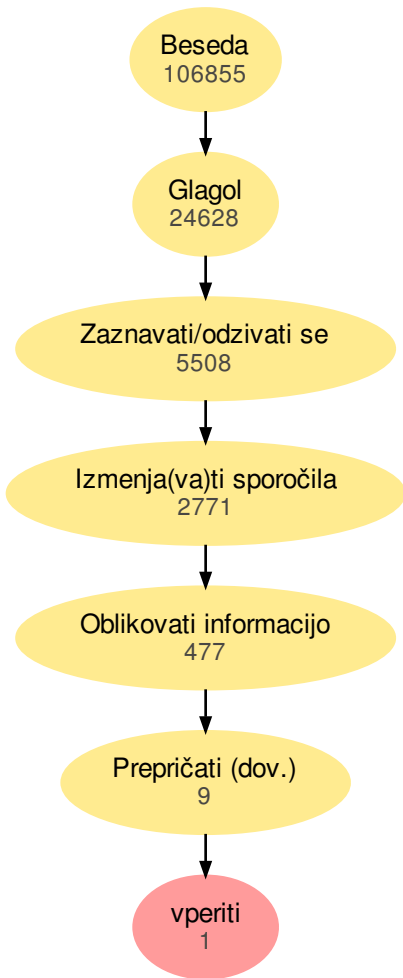 Beseda
106855
Glagol
24628
Zaznavati/odzivati se
5508
Izmenja(va)ti sporočila
2771
Oblikovati informacijo
477
Prepričati (dov.)
9
vperiti
1